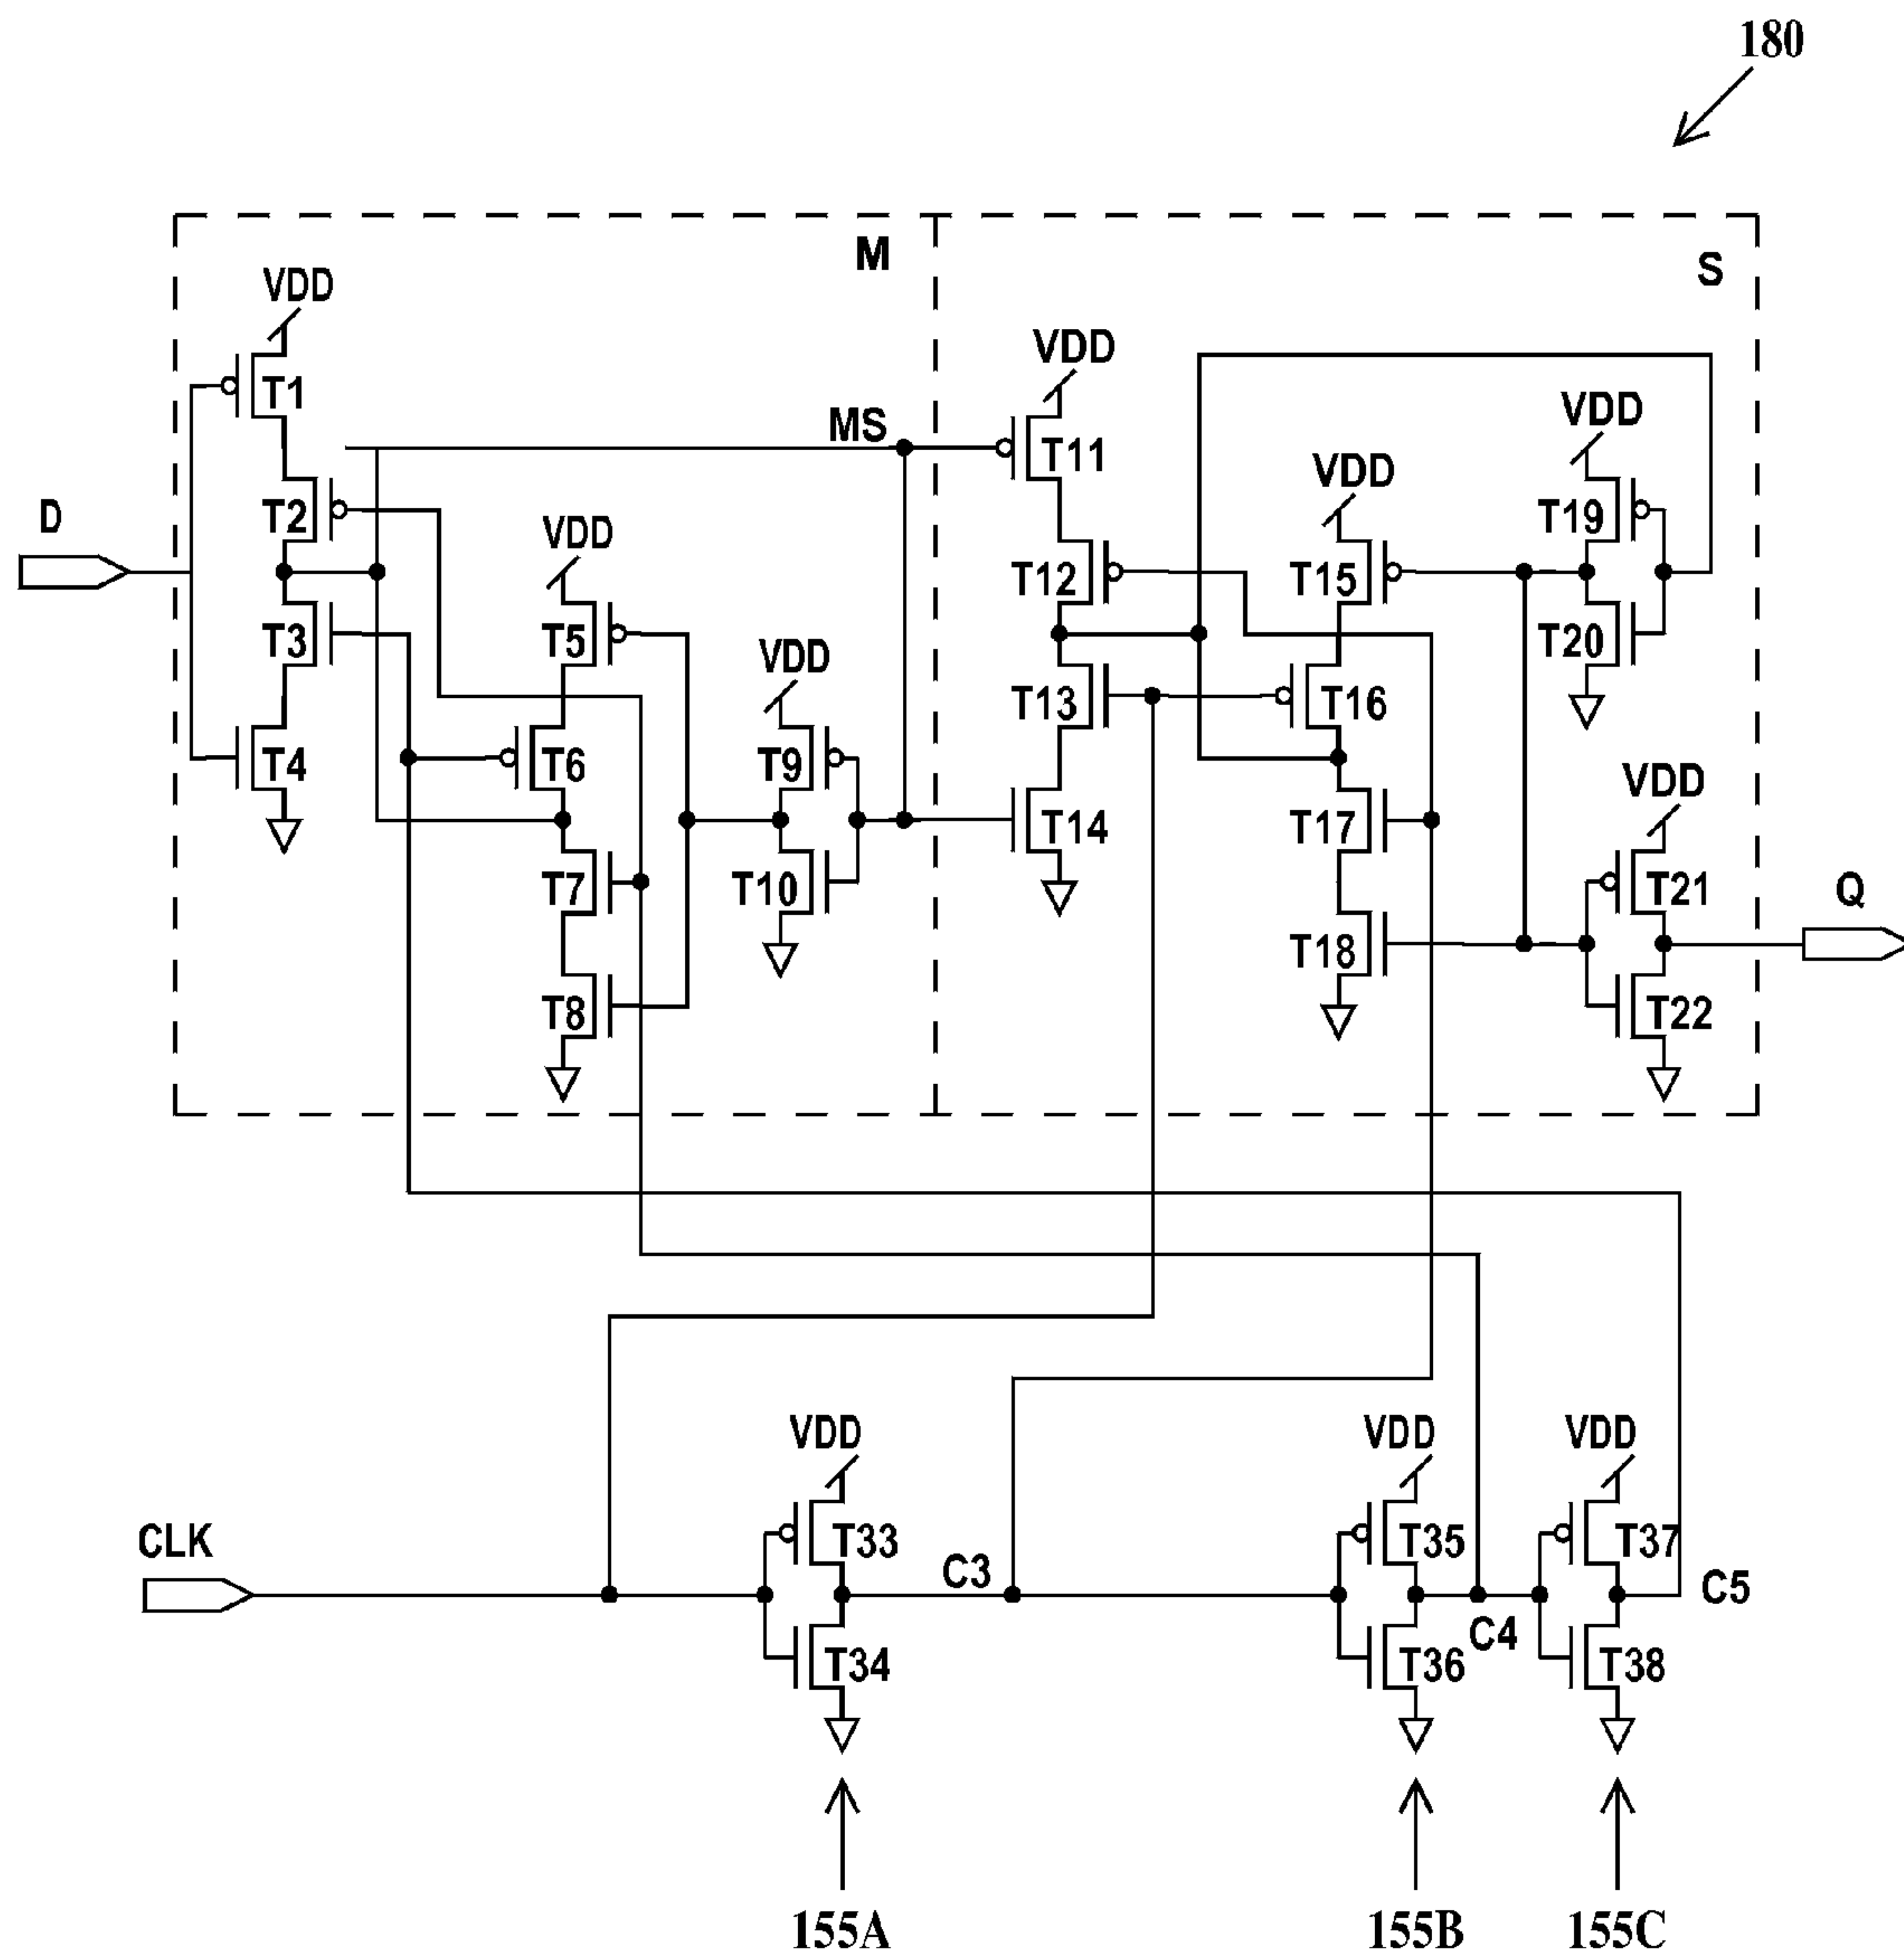 180
M
S
VDD
T1
VDD
T11
MS
VDD
T19
VDD
T15
D
T2
VDD
T12
T3
T5
VDD
T20
T13
T16
T4
T6
T9
VDD
T14
T17
T7
T10
T21
Q
T18
T8
T22
VDD
VDD
VDD
CLK
T33
C3
T35
T37
C5
C4
T34
T36
T38
155A
155B
155C